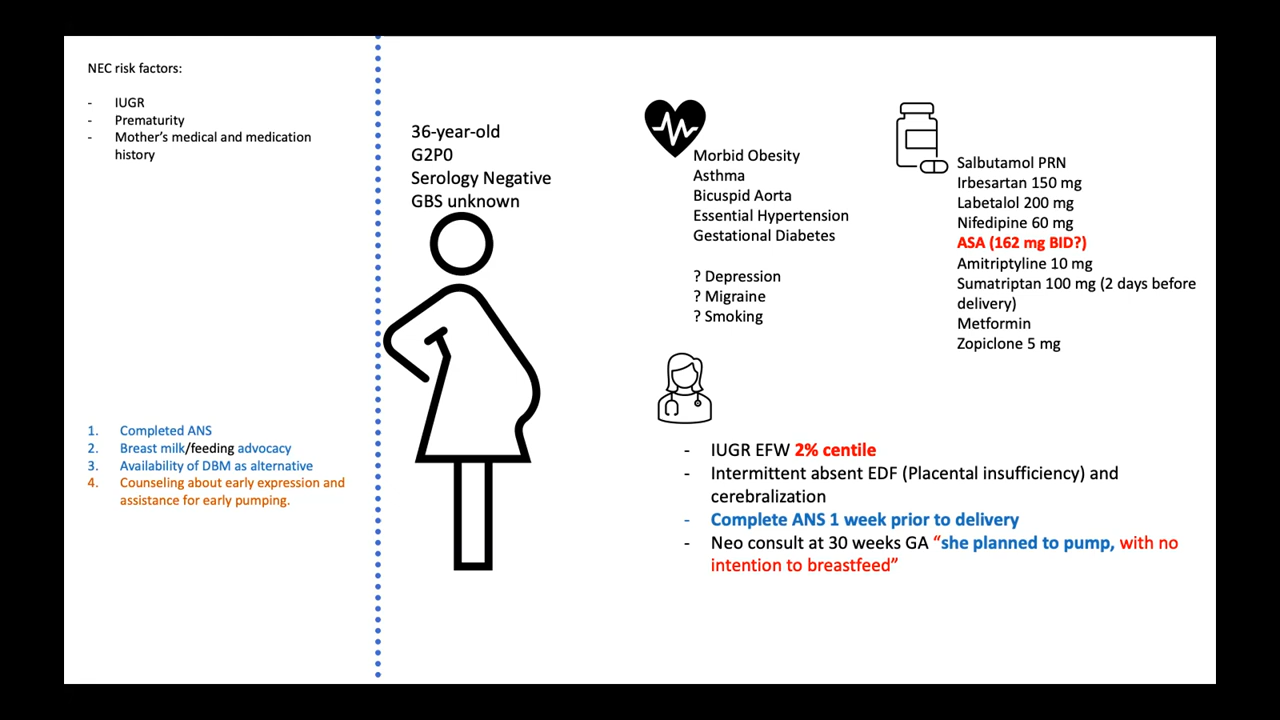 NEC risk factors:
- IUGR
- Prematurity
- Mother's medical and medication
history
1. Completed ANS
2. Breast milk/feeding advocacy
3. Availability of DBM as alternative
4. Counseling about early expression and
assistance for early pumping.
36-year-old
G2P0
Serology Negative
GBS unknown
Morbid Obesity
Asthma
Bicuspid Aorta
Essential Hypertension
Gestational Diabetes
? Depression
? Migraine
? Smoking
Salbutamol PRN
Irbesartan 150 mg
Labetalol 200 mg
Nifedipine 60 mg
ASA (162 mg BID?)
Amitriptyline 10 mg
Sumatriptan 100 mg (2 days before
delivery)
Metformin
Zopiclone 5 mg
- IUGR EFW 2% centile
- Intermittent absent EDF (Placental insufficiency) and
cerebralization
- Complete ANS 1 week prior to delivery
- Neo consult at 30 weeks GA "she planned to pump, with no
intention to breastfeed"